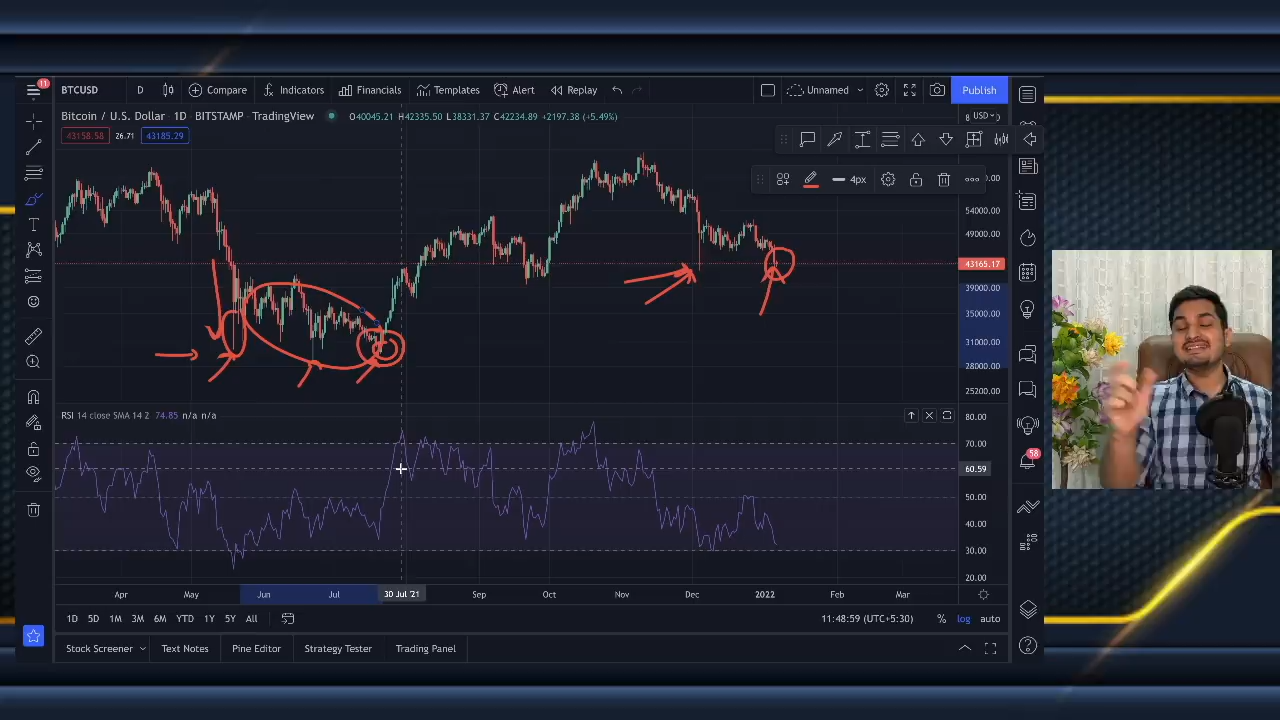 11
BTCUSD D Compare Indicators Financials Templates Alert Replay Unnamed Publish
Bitcoin / U.S. Dollar · 1D · BITSTAMP · TradingView O40045.21 H42335.50 L38331.37 C42234.89 +2197.38 (+5.49%)
USD
43158.58 26.71 43185.29
4px
54000.00
49000.00
43165.17
39000.00
35000.00
31000.00
28000.00
25200.00
RSI 14 close SMA 14 2 74.85 n/a n/a
80.00
70.00
60.59
50.00
40.00
30.00
20.00
58
Apr May Jun Jul 30 Jul '21 Sep Oct Nov Dec 2022 Feb Mar
1D 5D 1M 3M 6M YTD 1Y 5Y All 11:48:59 (UTC+5:30) % log auto
Stock Screener Text Notes Pine Editor Strategy Tester Trading Panel